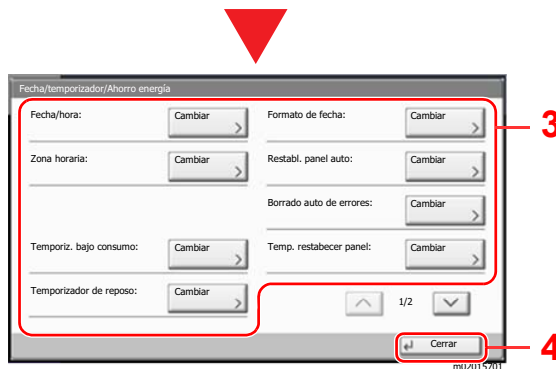 Fecha/temporizador/Ahorro energía
Fecha/hora: Cambiar Formato de fecha: Cambiar
3
Zona horaria: Cambiar Restabl. panel auto: Cambiar
Borrado auto de errores: Cambiar
Temporiz. bajo consumo: Cambiar Temp. restabecer panel: Cambiar
Temporizador de reposo: Cambiar
1/2
Cerrar
4
m02015701